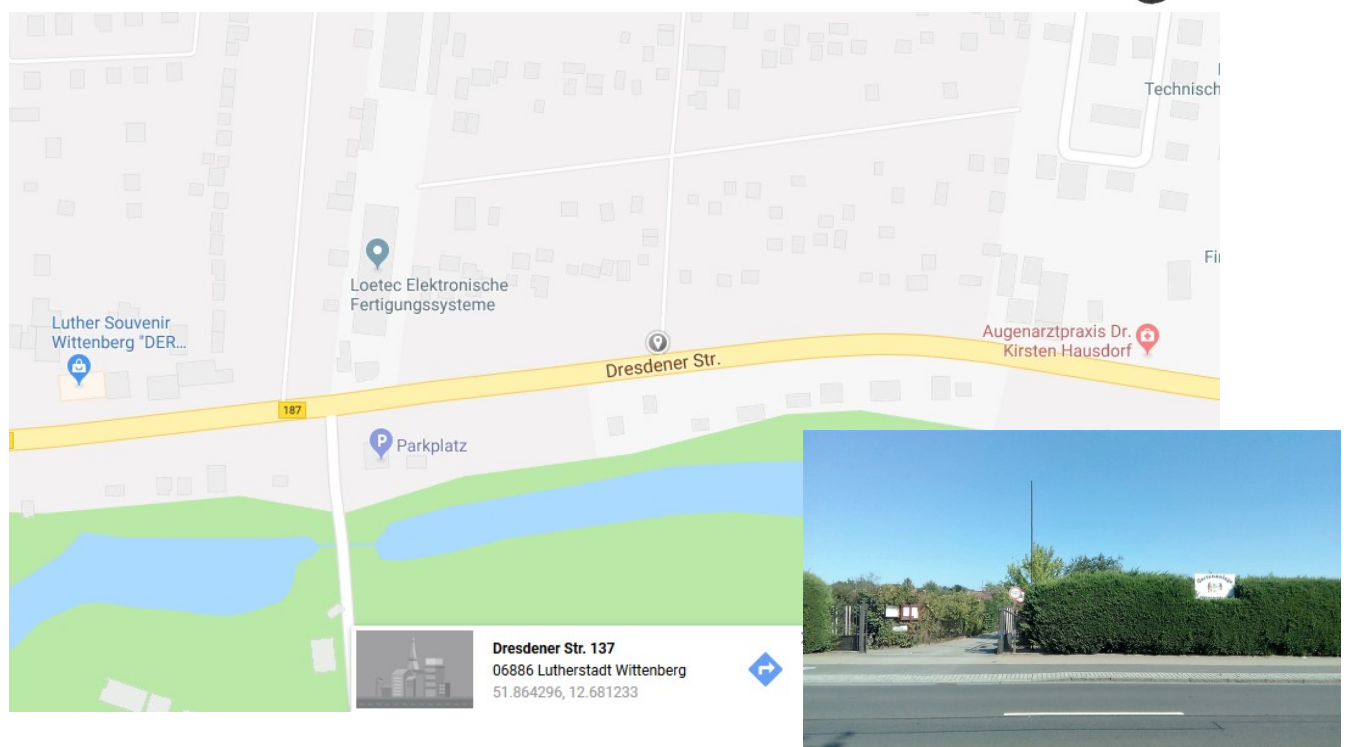 Technisch
Loetec Elektronische
Fertigungssysteme
Fi
Luther Souvenir
Wittenberg "DER...
Augenarztpraxis Dr.
Kirsten Hausdorf
Dresdener Str.
187
P Parkplatz
Dresdener Str. 137
06886 Lutherstadt Wittenberg
51.864296, 12.681233
Gartenanlage